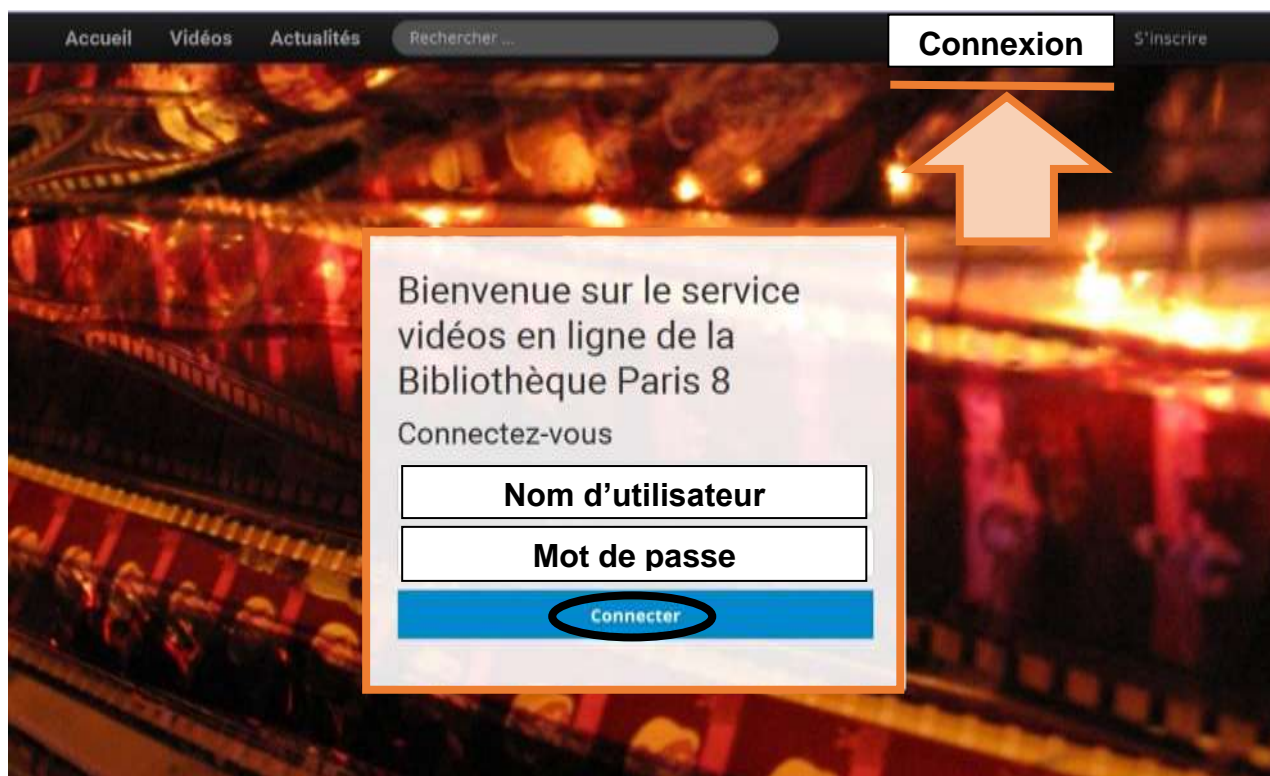 Accueil Vidéos Actualités Rechercher ... Connexion S'inscrire
Bienvenue sur le service
vidéos en ligne de la
Bibliothèque Paris 8
Connectez-vous
Nom d’utilisateur
Mot de passe
Connecter